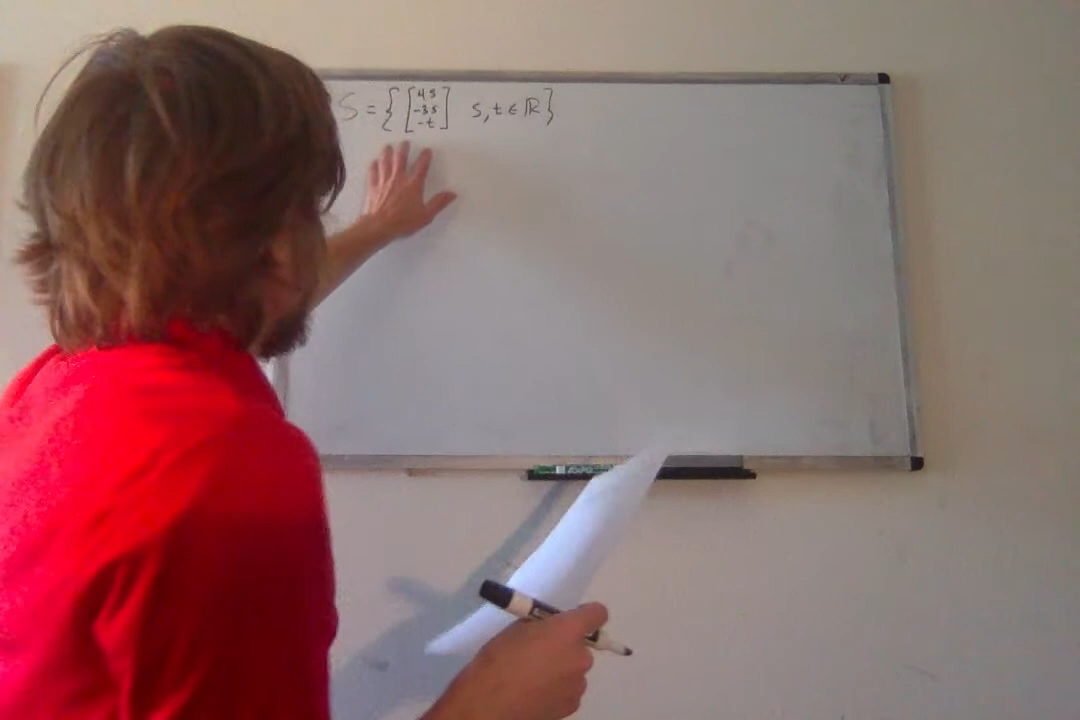 S = { [ 4s
-3s
-t ] s, t ∈ ℝ }